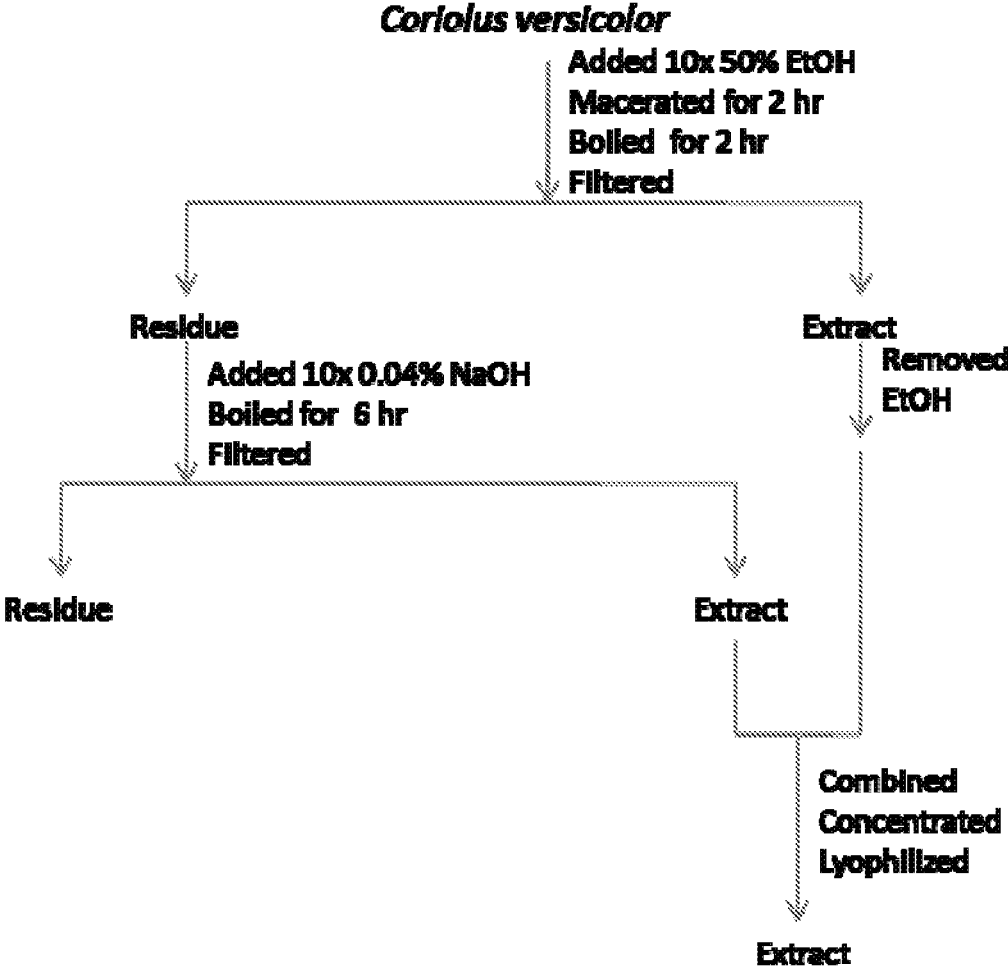 Coriolus versicolor
Added 10x 50% EtOH
Macerated for 2 hr
Boiled for 2 hr
Filtered
Residue
Extract
Removed
EtOH
Added 10x 0.04% NaOH
Boiled for 6 hr
Filtered
Residue
Extract
Combined
Concentrated
Lyophilized
Extract